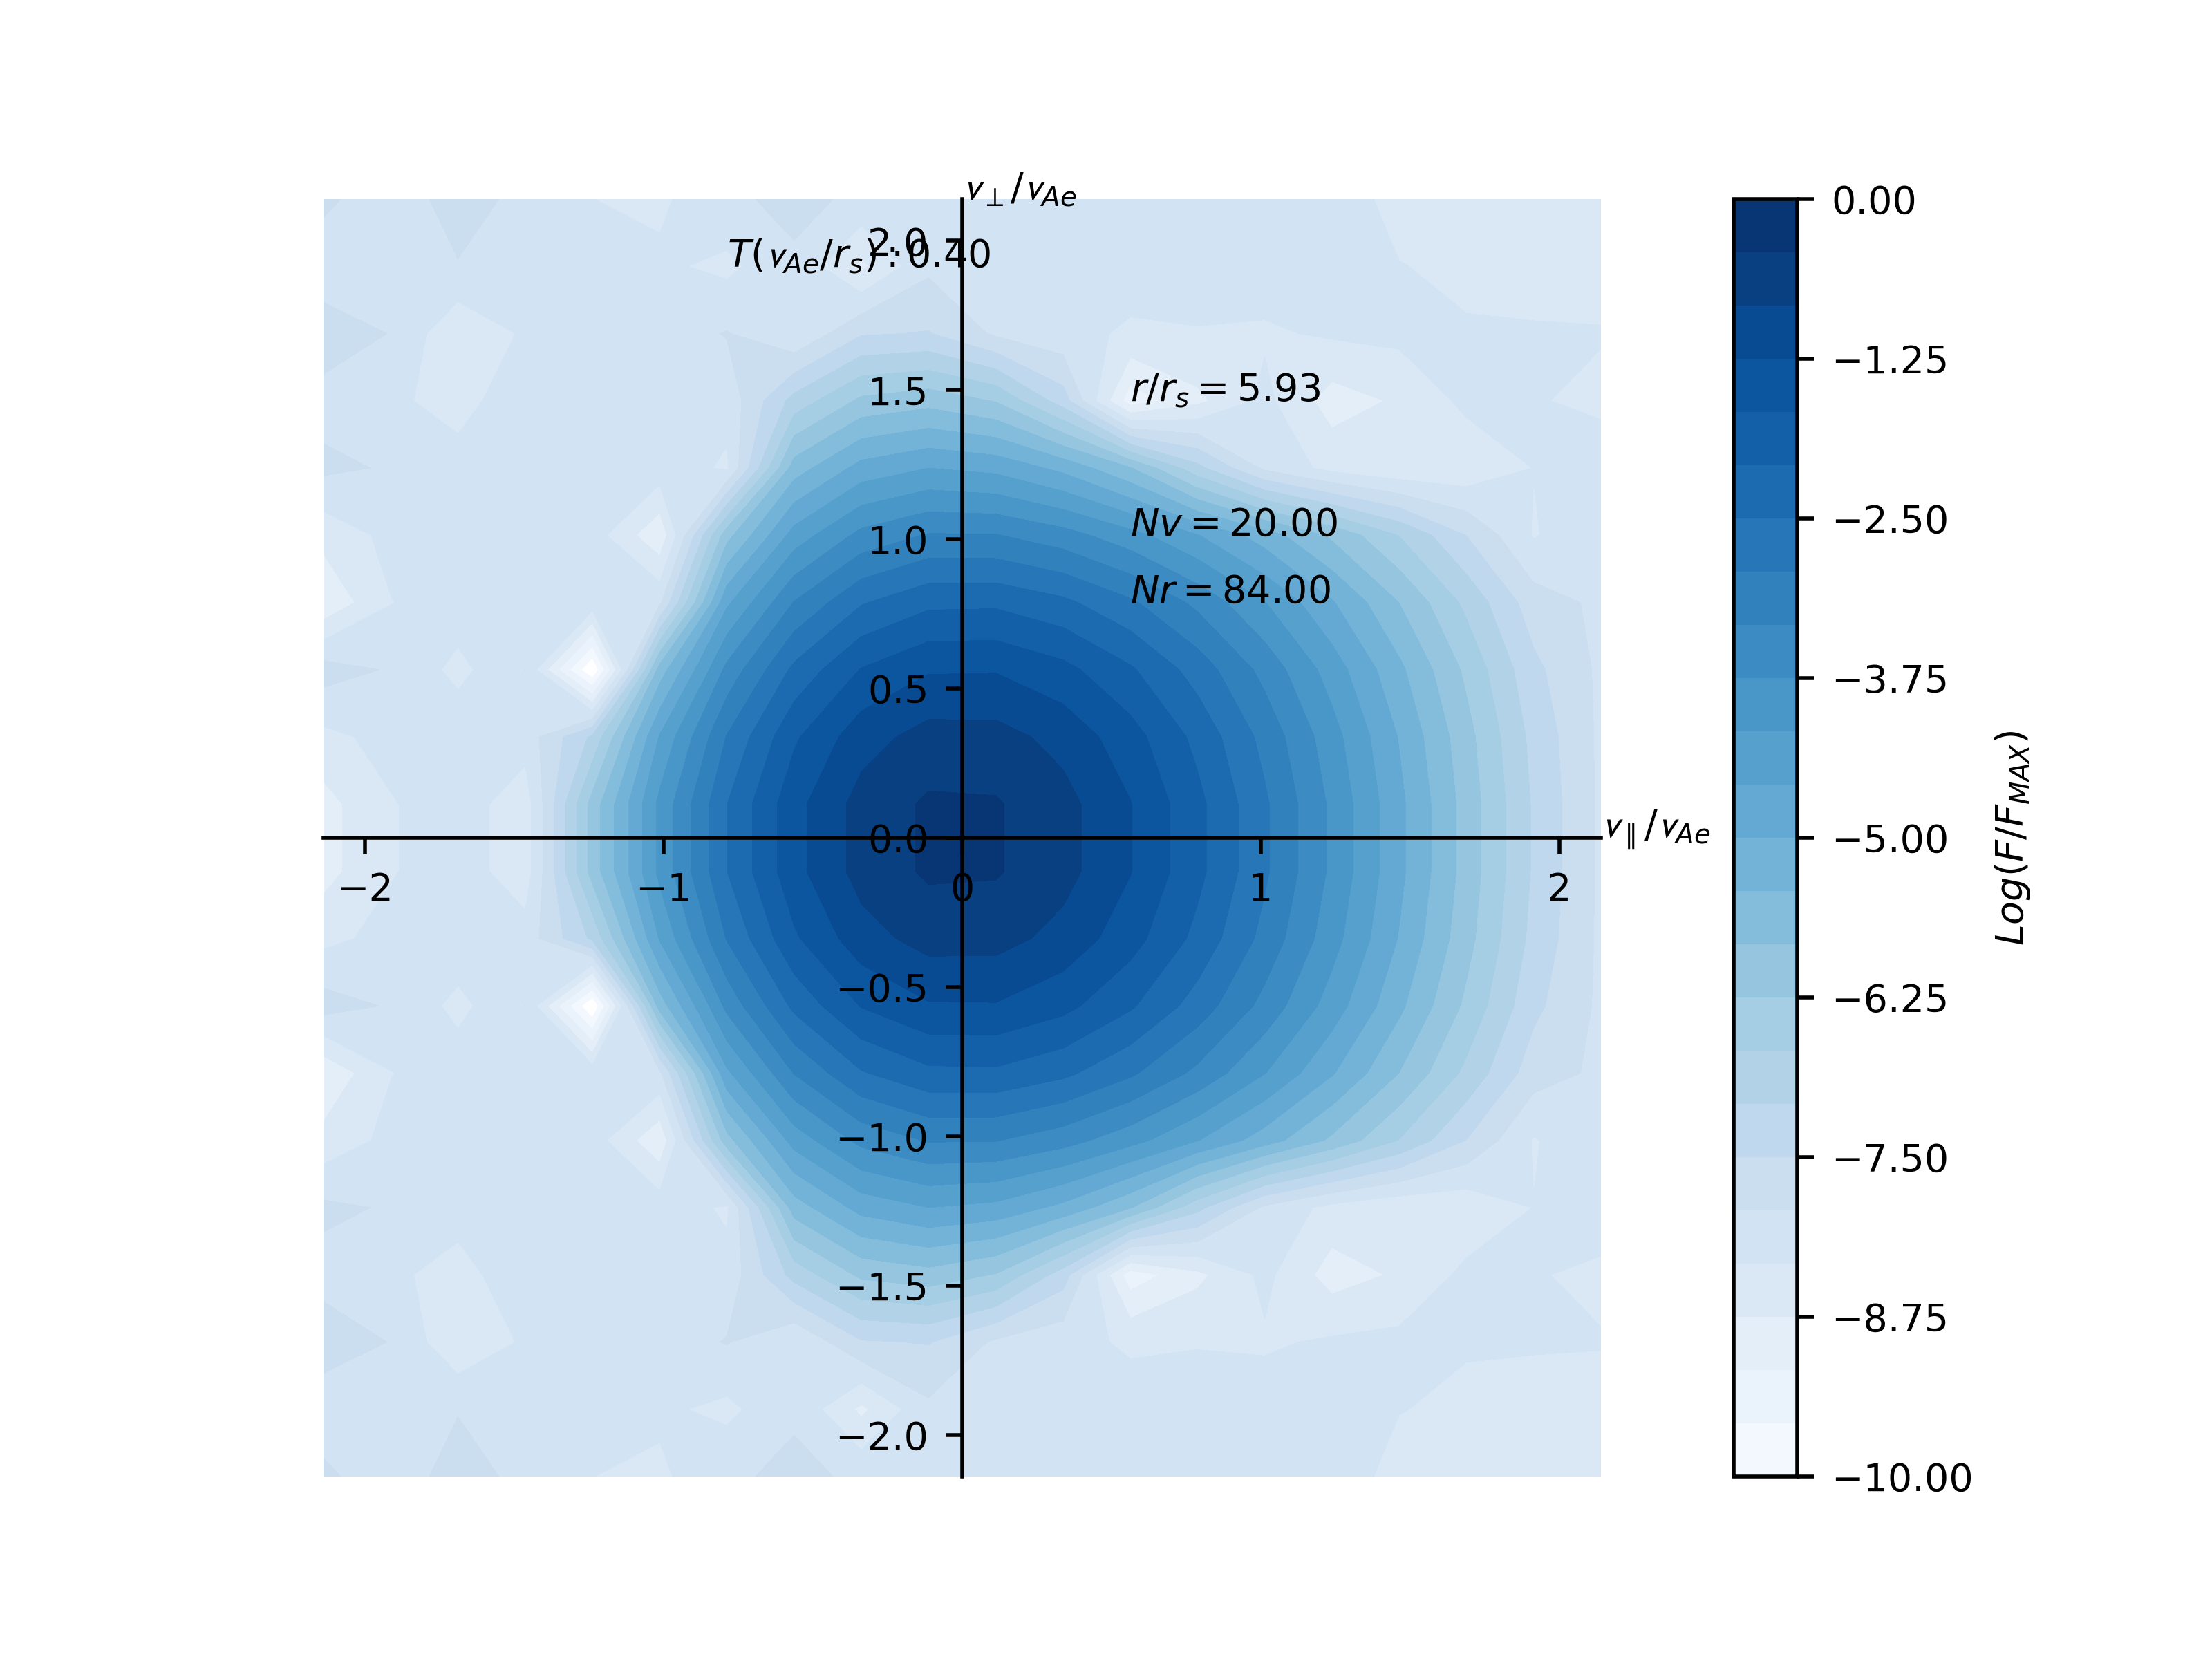 v⊥/vAe
2.0
T(vAe/rs):0.40
r/rs = 5.93
1.5
Nv = 20.00
1.0
Nr = 84.00
0.5
0.0
v∥/vAe
−2 −1 0 1 2
−0.5
−1.0
−1.5
−2.0
0.00
−1.25
−2.50
−3.75
−5.00
−6.25
−7.50
−8.75
−10.00
Log(F/FMAX)